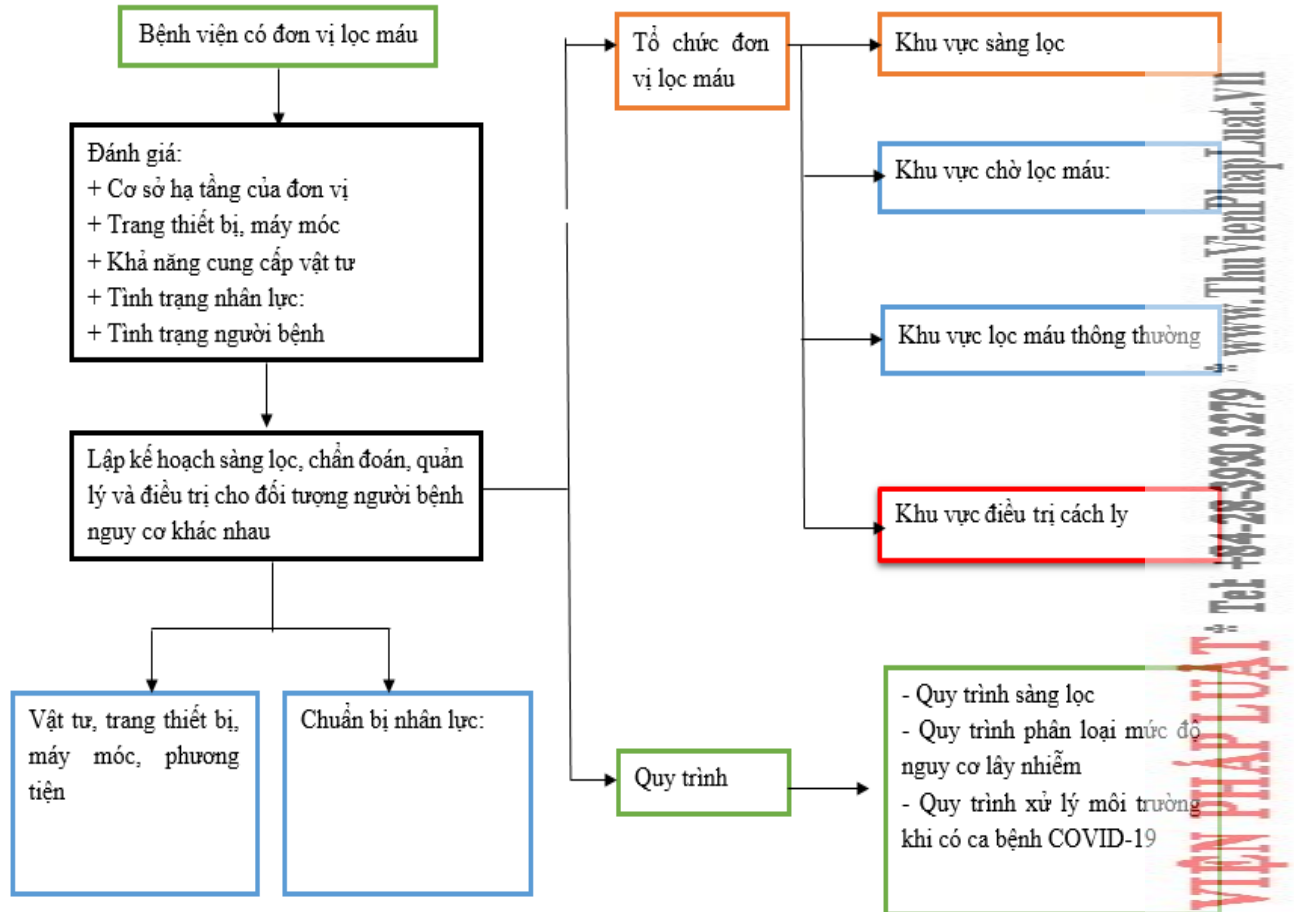 Bệnh viện có đơn vị lọc máu
Đánh giá:
+ Cơ sở hạ tầng của đơn vị
+ Trang thiết bị, máy móc
+ Khả năng cung cấp vật tư
+ Tình trạng nhân lực:
+ Tình trạng người bệnh
Lập kế hoạch sàng lọc, chẩn đoán, quản
lý và điều trị cho đối tượng người bệnh
nguy cơ khác nhau
Vật tư, trang thiết bị,
máy móc, phương
tiện
Chuẩn bị nhân lực:
Tổ chức đơn
vị lọc máu
Khu vực sàng lọc
Khu vực chờ lọc máu:
Khu vực lọc máu thông thường
Khu vực điều trị cách ly
Quy trình
- Quy trình sàng lọc
- Quy trình phân loại mức độ
nguy cơ lây nhiễm
- Quy trình xử lý môi trường
khi có ca bệnh COVID-19
VIỆN PHÁP LUẬT * Tel: +84-28-3930 3279 * www.ThuVienPhapLuat.vn